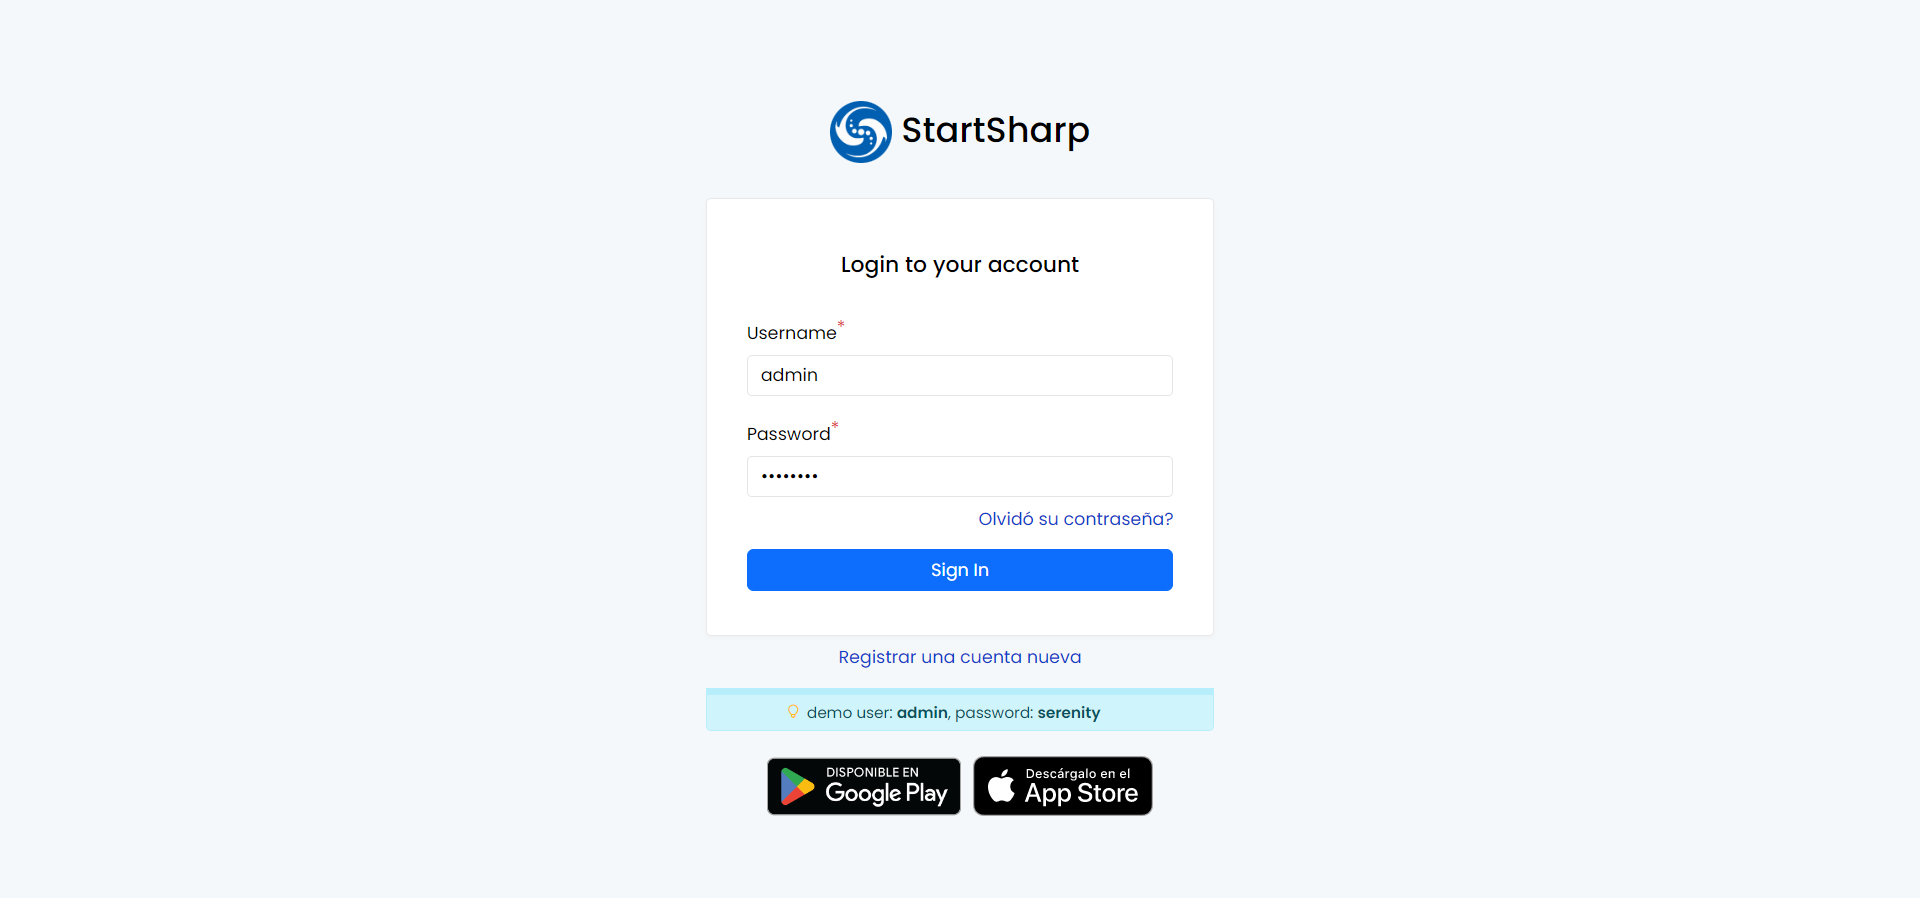 StartSharp
Login to your account
Username*
admin
Password*
••••••••
Olvidó su contraseña?
Sign In
Registrar una cuenta nueva
demo user: admin, password: serenity
DISPONIBLE EN
Google Play
Descárgalo en el
App Store